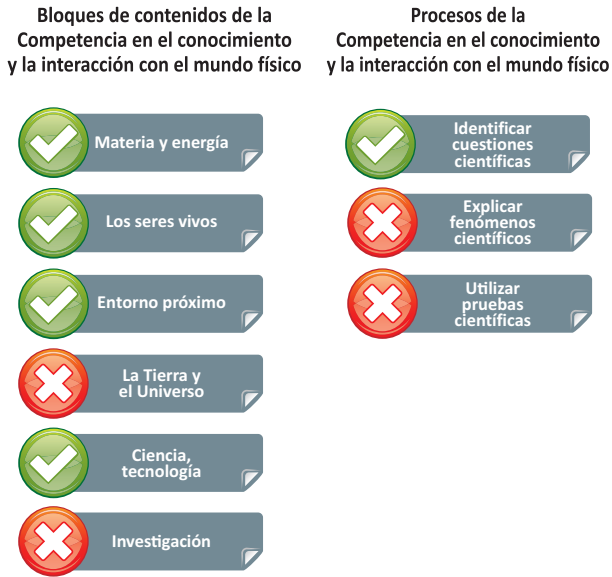 Bloques de contenidos de la
Competencia en el conocimiento
y la interacción con el mundo físico
Materia y energía
Los seres vivos
Entorno próximo
La Tierra y
el Universo
Ciencia,
tecnología
Investigación
Procesos de la
Competencia en el conocimiento
y la interacción con el mundo físico
Identificar
cuestiones
científicas
Explicar
fenómenos
científicos
Utilizar
pruebas
científicas